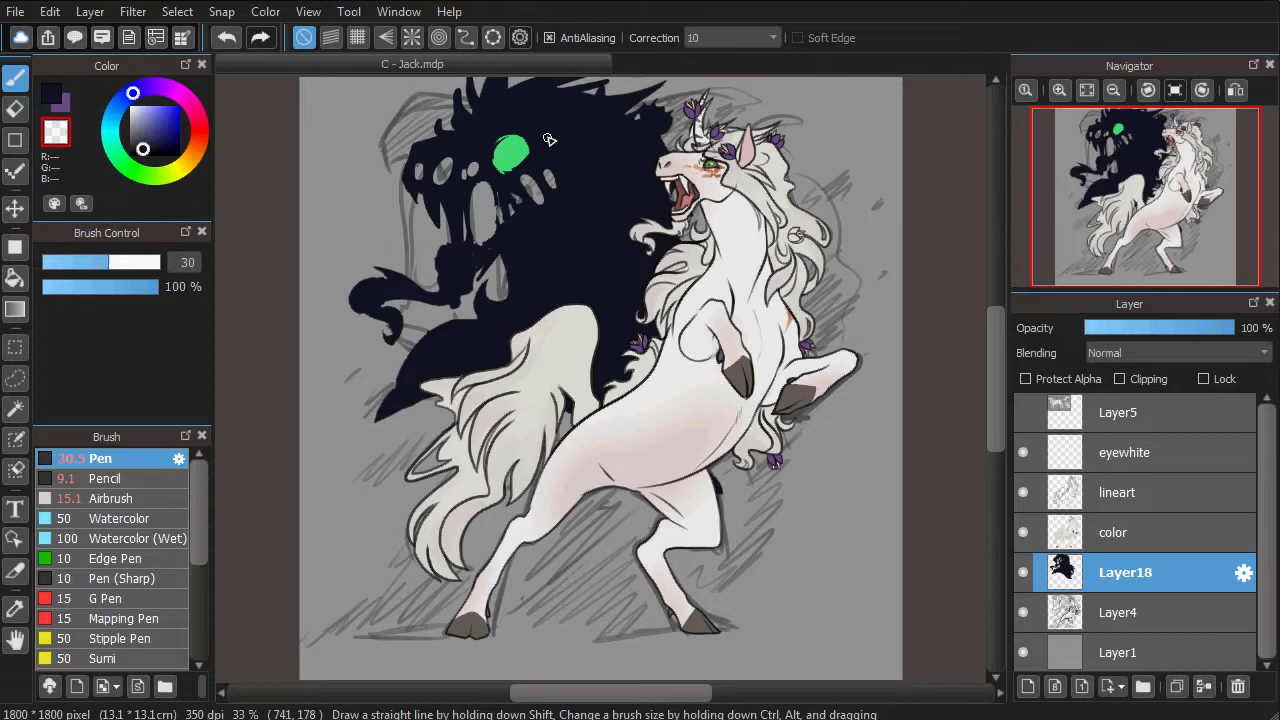 File Edit Layer Filter Select Snap Color View Tool Window Help
AntiAliasing Correction 10 Soft Edge
Color
C - Jack.mdp
Navigator
R:---
G:---
B:---
Brush Control
30
100 %
Layer
Opacity 100 %
Blending Normal
Protect Alpha Clipping Lock
Layer5
eyewhite
lineart
color
Layer18
Layer4
Layer1
Brush
30.5 Pen
9.1 Pencil
15.1 Airbrush
50 Watercolor
100 Watercolor (Wet)
10 Edge Pen
10 Pen (Sharp)
15 G Pen
15 Mapping Pen
50 Stipple Pen
50 Sumi
1800 * 1800 pixel (13.1 * 13.1cm) 350 dpi 33 % ( 741, 178 ) Draw a straight line by holding down Shift, Change a brush size by holding down Ctrl, Alt, and dragging